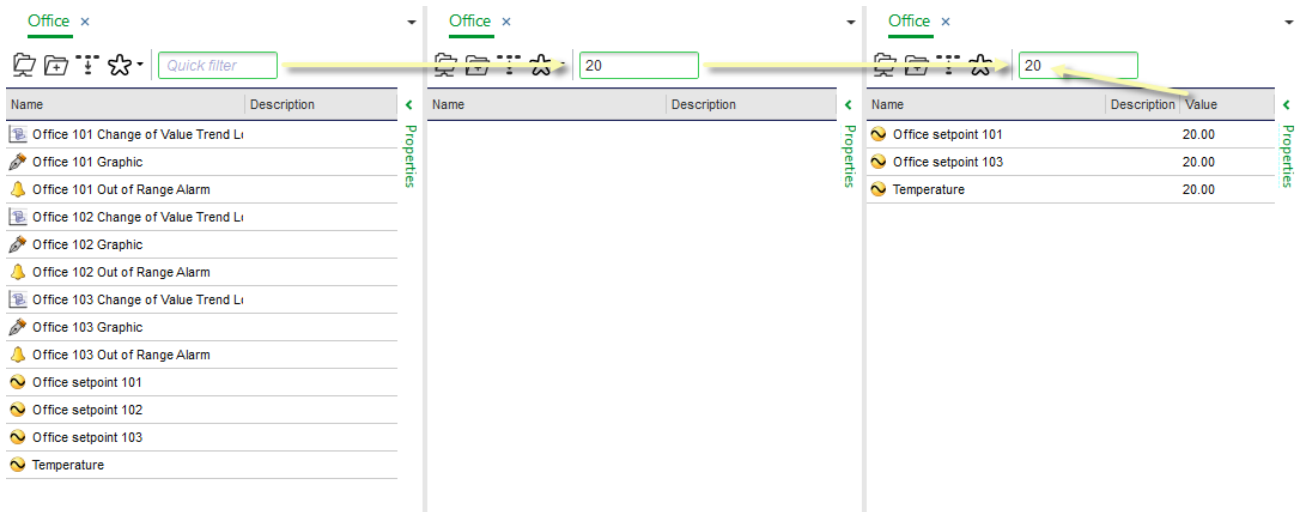 Office ×
Quick filter
Name Description
Office 101 Change of Value Trend L
Office 101 Graphic
Office 101 Out of Range Alarm
Office 102 Change of Value Trend L
Office 102 Graphic
Office 102 Out of Range Alarm
Office 103 Change of Value Trend L
Office 103 Graphic
Office 103 Out of Range Alarm
Office setpoint 101
Office setpoint 102
Office setpoint 103
Temperature
Properties
Office ×
20
Name Description
Properties
Office ×
20
Name Description Value
Office setpoint 101 20.00
Office setpoint 103 20.00
Temperature 20.00
Properties